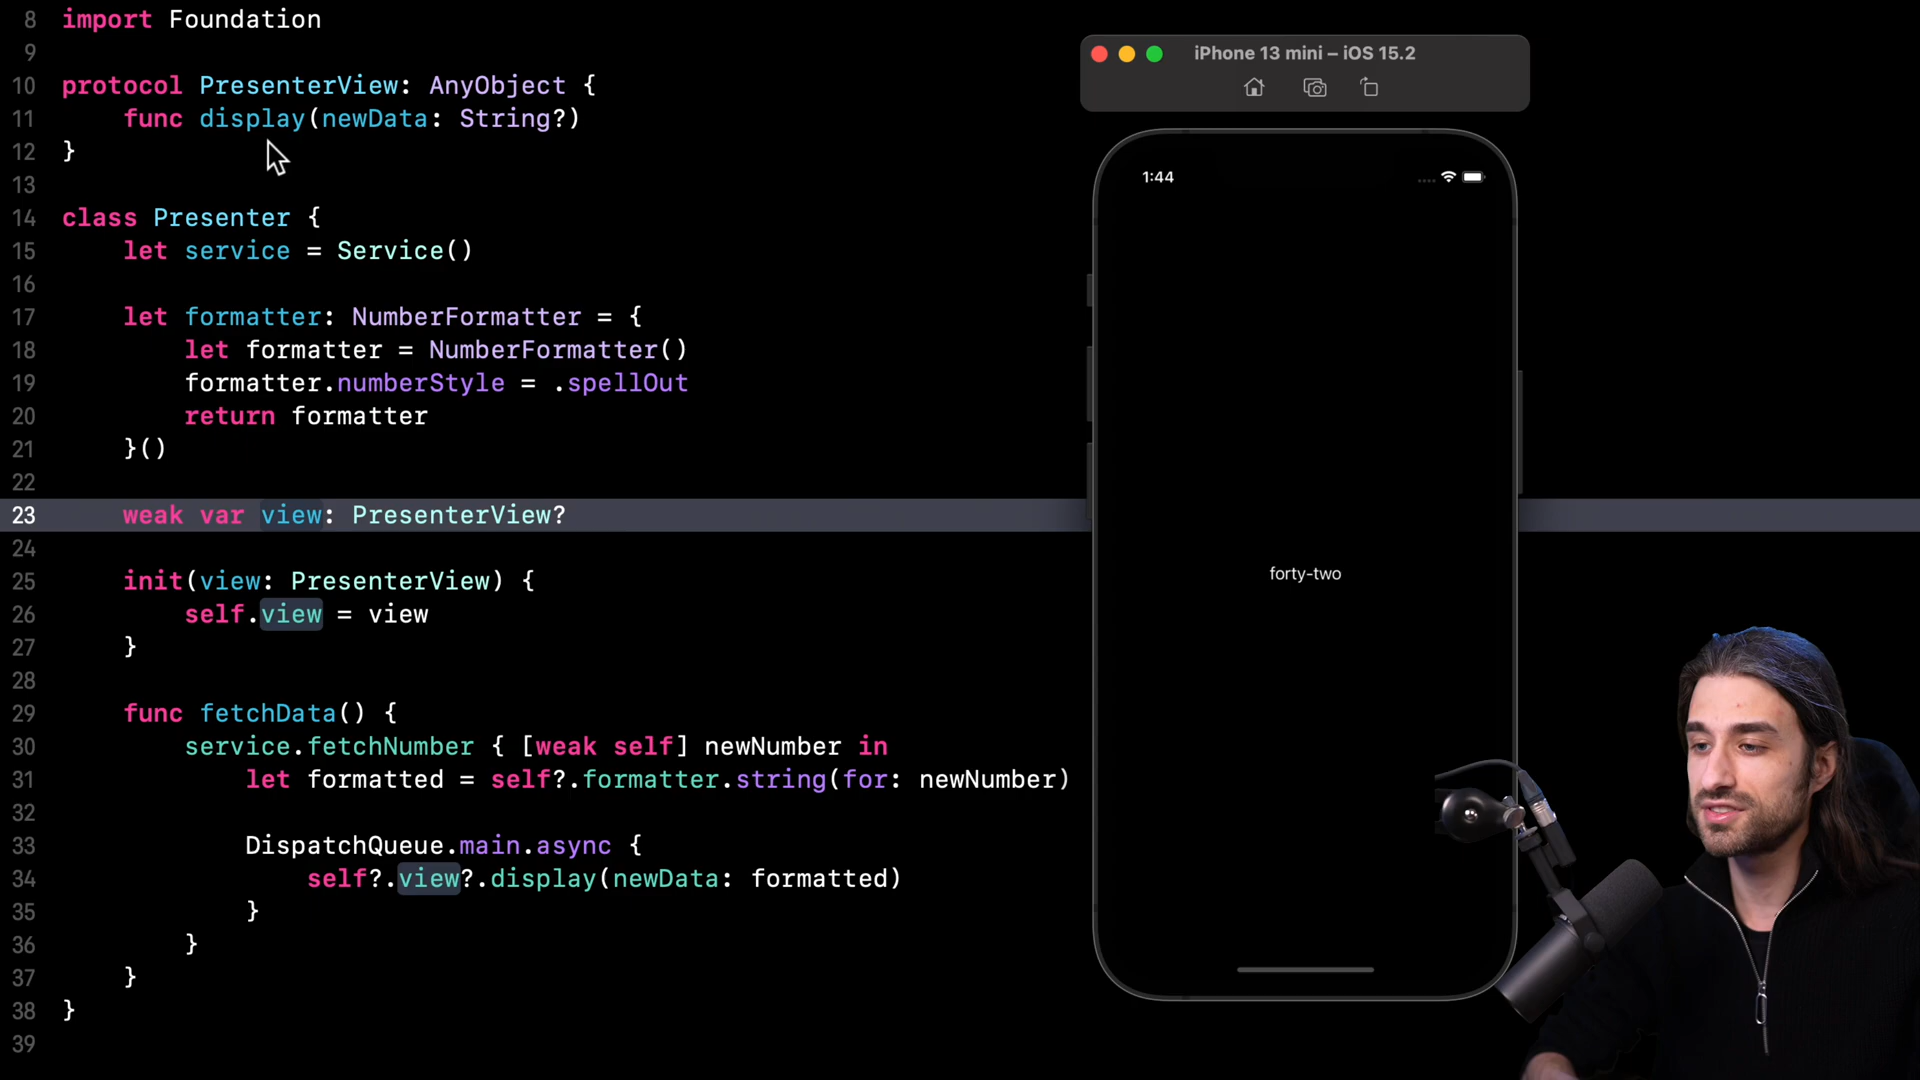 8 import Foundation
9
10 protocol PresenterView: AnyObject {
11     func display(newData: String?)
12 }
13
14 class Presenter {
15     let service = Service()
16
17     let formatter: NumberFormatter = {
18         let formatter = NumberFormatter()
19         formatter.numberStyle = .spellOut
20         return formatter
21     }()
22
23     weak var view: PresenterView?
24
25     init(view: PresenterView) {
26         self.view = view
27     }
28
29     func fetchData() {
30         service.fetchNumber { [weak self] newNumber in
31             let formatted = self?.formatter.string(for: newNumber)
32
33             DispatchQueue.main.async {
34                 self?.view?.display(newData: formatted)
35             }
36         }
37     }
38 }
39
iPhone 13 mini – iOS 15.2
1:44
forty-two